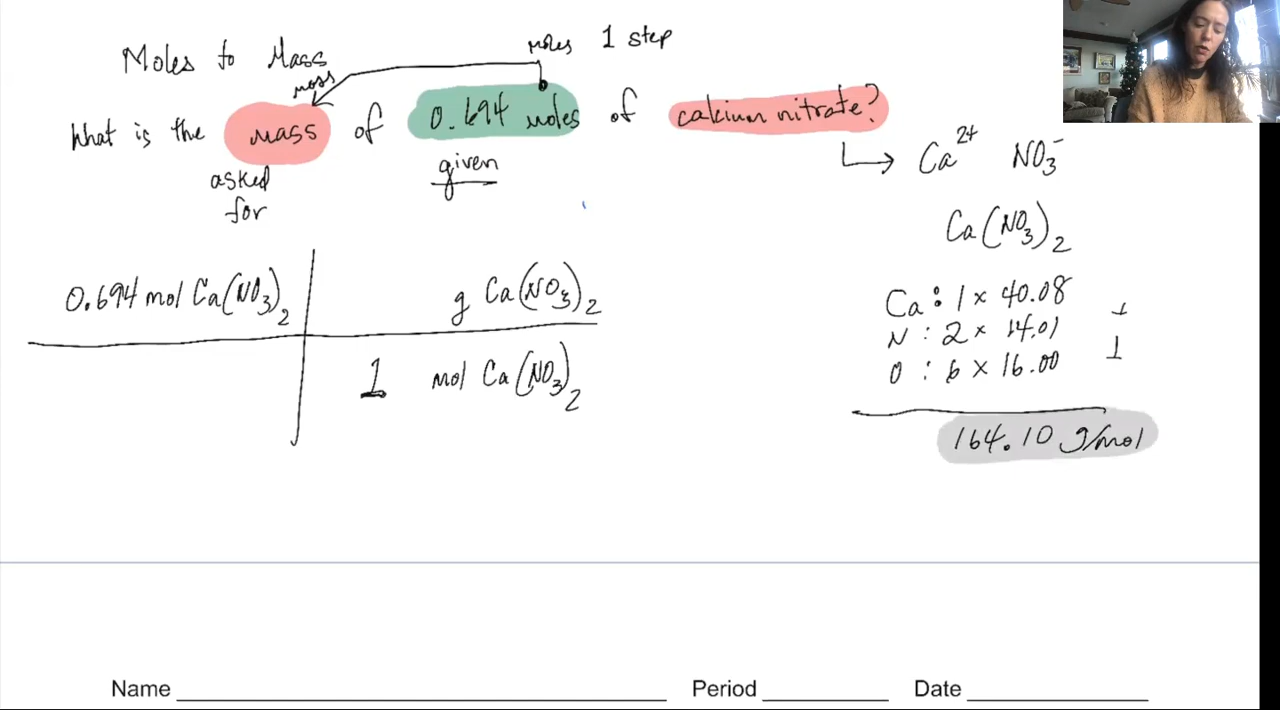 Moles to Mass
moles 1 step
mass
What is the mass of 0.694 moles of calcium nitrate?
asked for
given
Ca²⁺ NO₃⁻
Ca(NO₃)₂
0.694 mol Ca(NO₃)₂ g Ca(NO₃)₂
1 mol Ca(NO₃)₂
Ca : 1 × 40.08 +
N : 2 × 14.01
O : 6 × 16.00
164.10 g/mol
Name Period Date